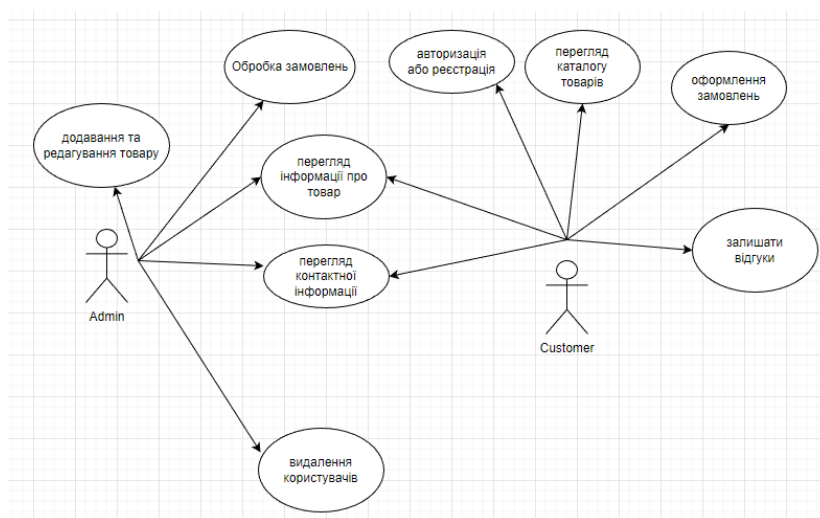 Обробка замовлень
авторизація
або реєстрація
перегляд
каталогу
товарів
оформлення
замовлень
додавання та
редагування товару
перегляд
інформації про
товар
залишати
відгуки
перегляд
контактної
інформації
Admin
Customer
видалення
користувачів